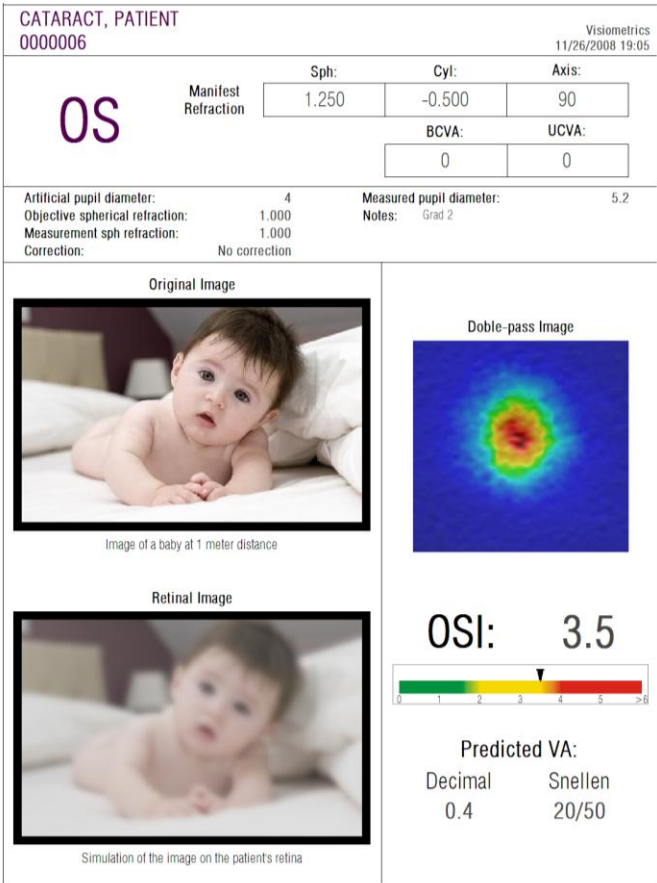 CATARACT, PATIENT
0000006
Visiometrics
11/26/2008 19:05
OS
Manifest
Refraction
Sph: Cyl: Axis:
1.250 -0.500 90
BCVA: UCVA:
0 0
Artificial pupil diameter: 4 Measured pupil diameter: 5.2
Objective spherical refraction: 1.000 Notes: Grad 2
Measurement sph refraction: 1.000
Correction: No correction
Original Image
Image of a baby at 1 meter distance
Retinal Image
Simulation of the image on the patient's retina
Doble-pass Image
OSI: 3.5
0 1 2 3 4 5 >6
Predicted VA:
Decimal Snellen
0.4 20/50